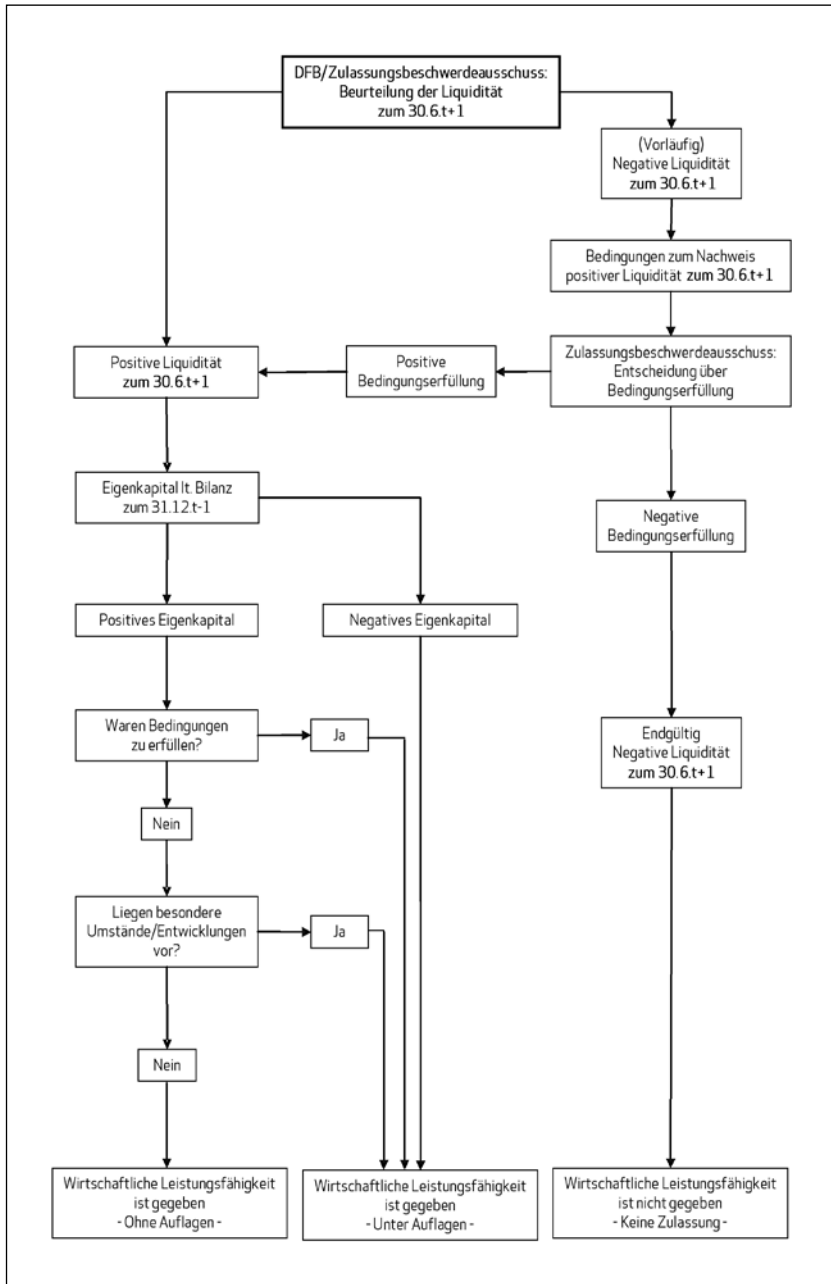 DFB/Zulassungsbeschwerdeausschuss:
Beurteilung der Liquidität
zum 30.6.t+1
(Vorläufig)
Negative Liquidität
zum 30.6.t+1
Bedingungen zum Nachweis
positiver Liquidität zum 30.6.t+1
Positive Liquidität
zum 30.6.t+1
Positive
Bedingungserfüllung
Zulassungsbeschwerdeausschuss:
Entscheidung über
Bedingungserfüllung
Eigenkapital lt. Bilanz
zum 31.12.t-1
Negative
Bedingungserfüllung
Positives Eigenkapital
Negatives Eigenkapital
Waren Bedingungen
zu erfüllen?
Ja
Endgültig
Negative Liquidität
zum 30.6.t+1
Nein
Liegen besondere
Umstände/Entwicklungen
vor?
Ja
Nein
Wirtschaftliche Leistungsfähigkeit
ist gegeben
- Ohne Auflagen -
Wirtschaftliche Leistungsfähigkeit
ist gegeben
- Unter Auflagen -
Wirtschaftliche Leistungsfähigkeit
ist nicht gegeben
- Keine Zulassung -